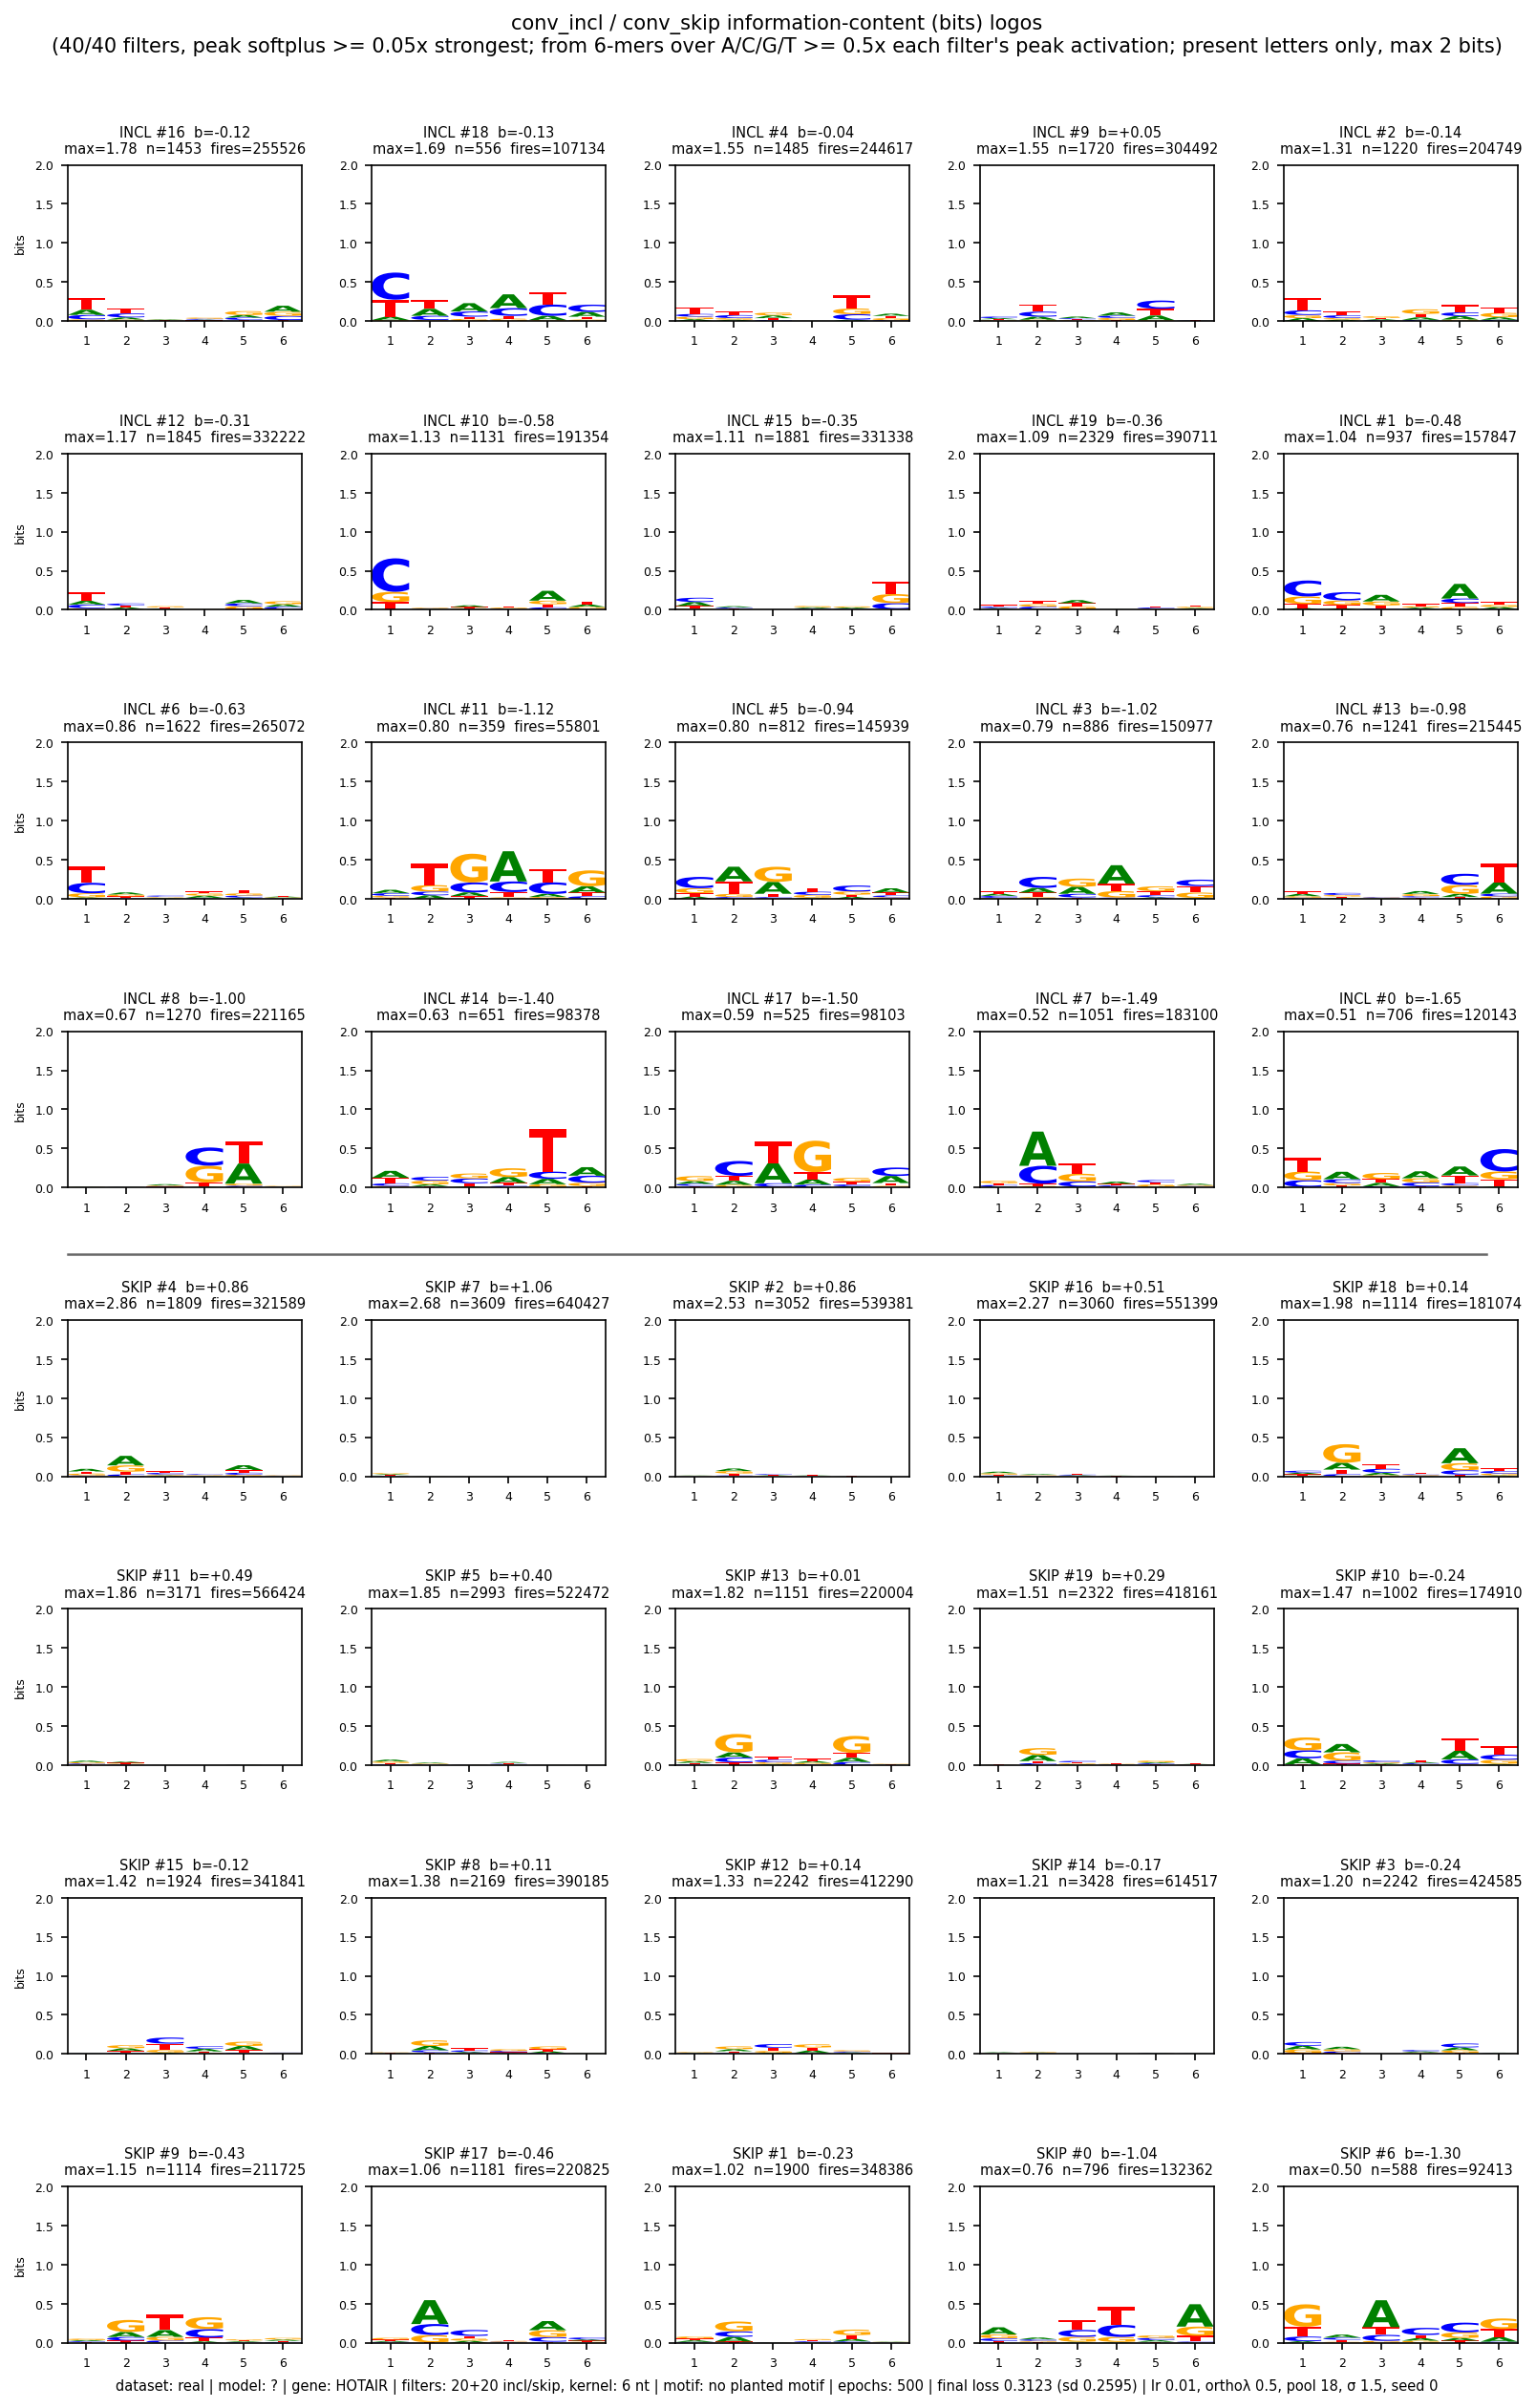 conv_incl / conv_skip information-content (bits) logos
(40/40 filters, peak softplus >= 0.05x strongest; from 6-mers over A/C/G/T >= 0.5x each filter's peak activation; present letters only, max 2 bits)
INCL #16 b=-0.12
max=1.78 n=1453 fires=255526
INCL #18 b=-0.13
max=1.69 n=556 fires=107134
INCL #4 b=-0.04
max=1.55 n=1485 fires=244617
INCL #9 b=+0.05
max=1.55 n=1720 fires=304492
INCL #2 b=-0.14
max=1.31 n=1220 fires=204749
INCL #12 b=-0.31
max=1.17 n=1845 fires=332222
INCL #10 b=-0.58
max=1.13 n=1131 fires=191354
INCL #15 b=-0.35
max=1.11 n=1881 fires=331338
INCL #19 b=-0.36
max=1.09 n=2329 fires=390711
INCL #1 b=-0.48
max=1.04 n=937 fires=157847
INCL #6 b=-0.63
max=0.86 n=1622 fires=265072
INCL #11 b=-1.12
max=0.80 n=359 fires=55801
INCL #5 b=-0.94
max=0.80 n=812 fires=145939
INCL #3 b=-1.02
max=0.79 n=886 fires=150977
INCL #13 b=-0.98
max=0.76 n=1241 fires=215445
INCL #8 b=-1.00
max=0.67 n=1270 fires=221165
INCL #14 b=-1.40
max=0.63 n=651 fires=98378
INCL #17 b=-1.50
max=0.59 n=525 fires=98103
INCL #7 b=-1.49
max=0.52 n=1051 fires=183100
INCL #0 b=-1.65
max=0.51 n=706 fires=120143
SKIP #4 b=+0.86
max=2.86 n=1809 fires=321589
SKIP #7 b=+1.06
max=2.68 n=3609 fires=640427
SKIP #2 b=+0.86
max=2.53 n=3052 fires=539381
SKIP #16 b=+0.51
max=2.27 n=3060 fires=551399
SKIP #18 b=+0.14
max=1.98 n=1114 fires=181074
SKIP #11 b=+0.49
max=1.86 n=3171 fires=566424
SKIP #5 b=+0.40
max=1.85 n=2993 fires=522472
SKIP #13 b=+0.01
max=1.82 n=1151 fires=220004
SKIP #19 b=+0.29
max=1.51 n=2322 fires=418161
SKIP #10 b=-0.24
max=1.47 n=1002 fires=174910
SKIP #15 b=-0.12
max=1.42 n=1924 fires=341841
SKIP #8 b=+0.11
max=1.38 n=2169 fires=390185
SKIP #12 b=+0.14
max=1.33 n=2242 fires=412290
SKIP #14 b=-0.17
max=1.21 n=3428 fires=614517
SKIP #3 b=-0.24
max=1.20 n=2242 fires=424585
SKIP #9 b=-0.43
max=1.15 n=1114 fires=211725
SKIP #17 b=-0.46
max=1.06 n=1181 fires=220825
SKIP #1 b=-0.23
max=1.02 n=1900 fires=348386
SKIP #0 b=-1.04
max=0.76 n=796 fires=132362
SKIP #6 b=-1.30
max=0.50 n=588 fires=92413
dataset: real | model: ? | gene: HOTAIR | filters: 20+20 incl/skip, kernel: 6 nt | motif: no planted motif | epochs: 500 | final loss 0.3123 (sd 0.2595) | lr 0.01, orthoλ 0.5, pool 18, σ 1.5, seed 0